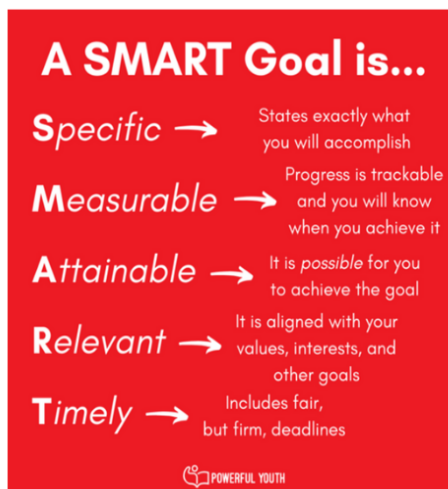 A SMART Goal is...
Specific
States exactly what
you will accomplish
Measurable
Progress is trackable
and you will know
when you achieve it
Attainable
It is possible for you
to achieve the goal
Relevant
It is aligned with your
values, interests, and
other goals
Timely
Includes fair,
but firm, deadlines
POWERFUL YOUTH